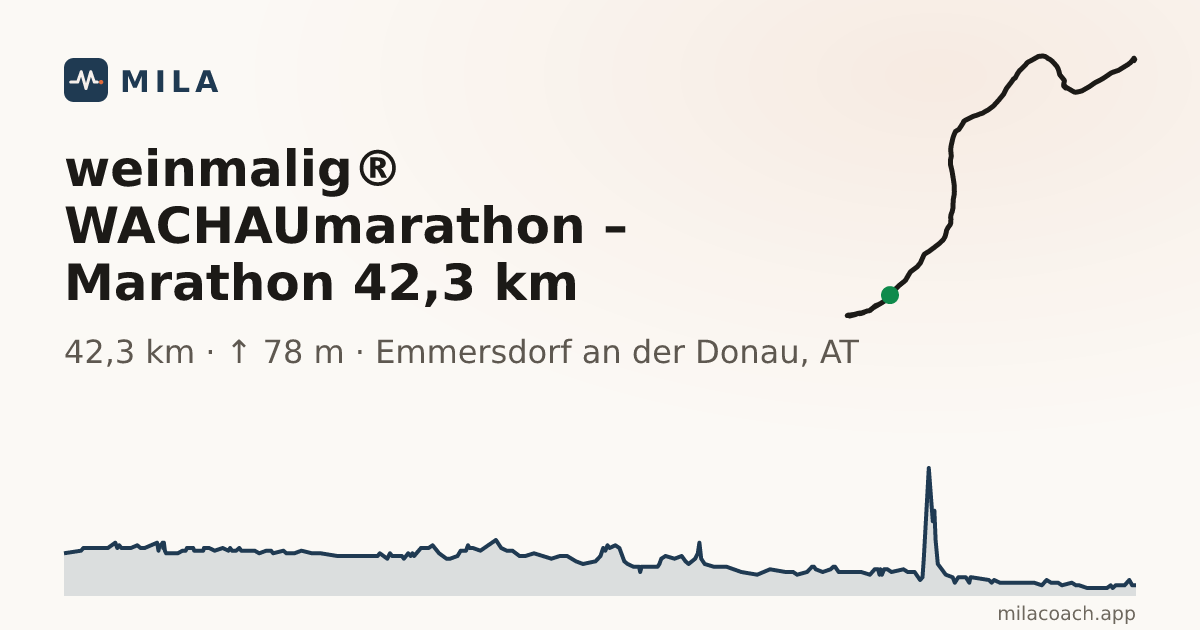 MILA
weinmalig®
WACHAUmarathon –
Marathon 42,3 km
42,3 km · ↑ 78 m · Emmersdorf an der Donau, AT
milacoach.app